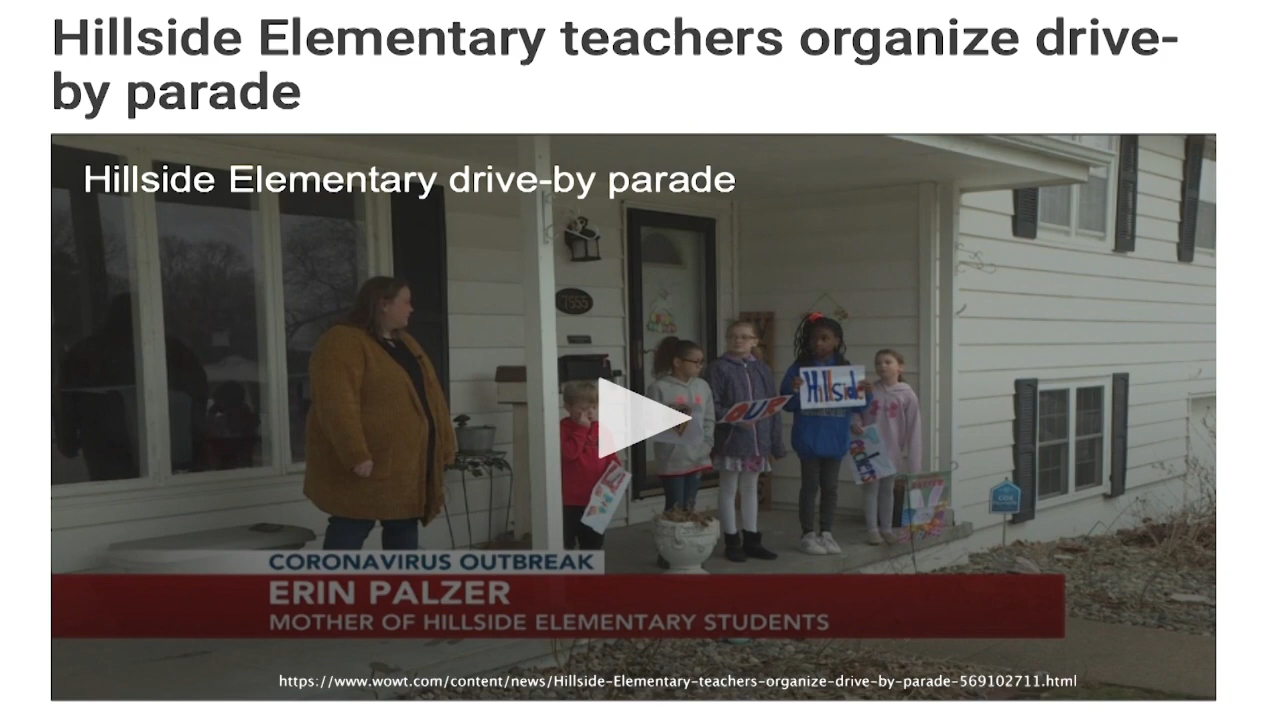 Hillside Elementary teachers organize drive-
by parade
Hillside Elementary drive-by parade
7555
OUR
Hillside
CORONAVIRUS OUTBREAK
ERIN PALZER
MOTHER OF HILLSIDE ELEMENTARY STUDENTS
https://www.wowt.com/content/news/Hillside-Elementary-teachers-organize-drive-by-parade-569102711.html